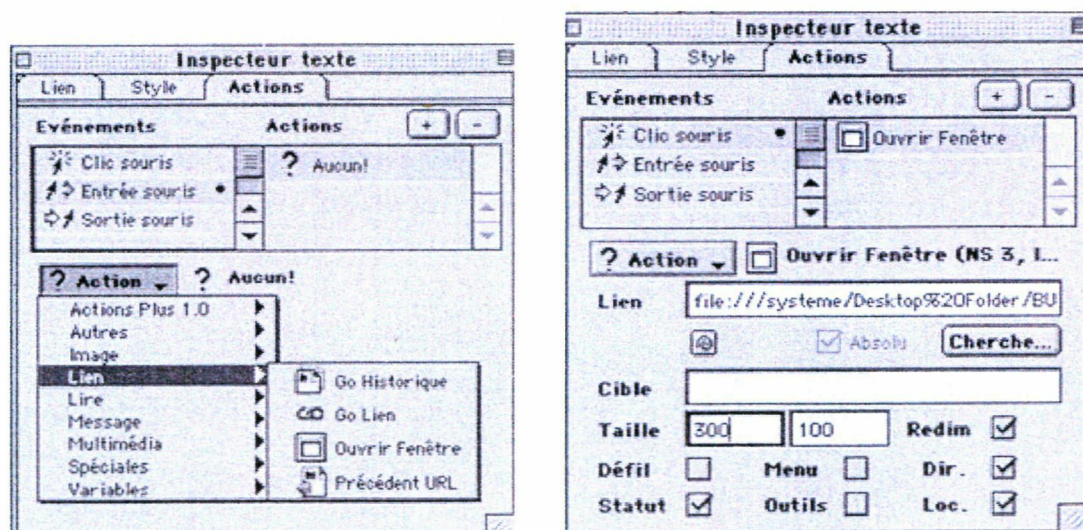 Inspecteur texte
Lien Style Actions
Evénements Actions + -
Clic souris ? Aucun!
Entrée souris
Sortie souris
? Action ? Aucun!
Actions Plus 1.0
Autres
Image
Lien
Lire
Message
Multimédia
Spéciales
Variables
Go Historique
Go Lien
Ouvrir Fenêtre
Précédent URL
Inspecteur texte
Lien Style Actions
Evénements Actions + -
Clic souris Ouvrir Fenêtre
Entrée souris
Sortie souris
? Action Ouvrir Fenêtre (NS 3, I...
Lien file:///systeme/Desktop%20Folder/BU
Absolu Cherche...
Cible
Taille 300 100 Redim
Défil Menu Dir.
Statut Outils Loc.